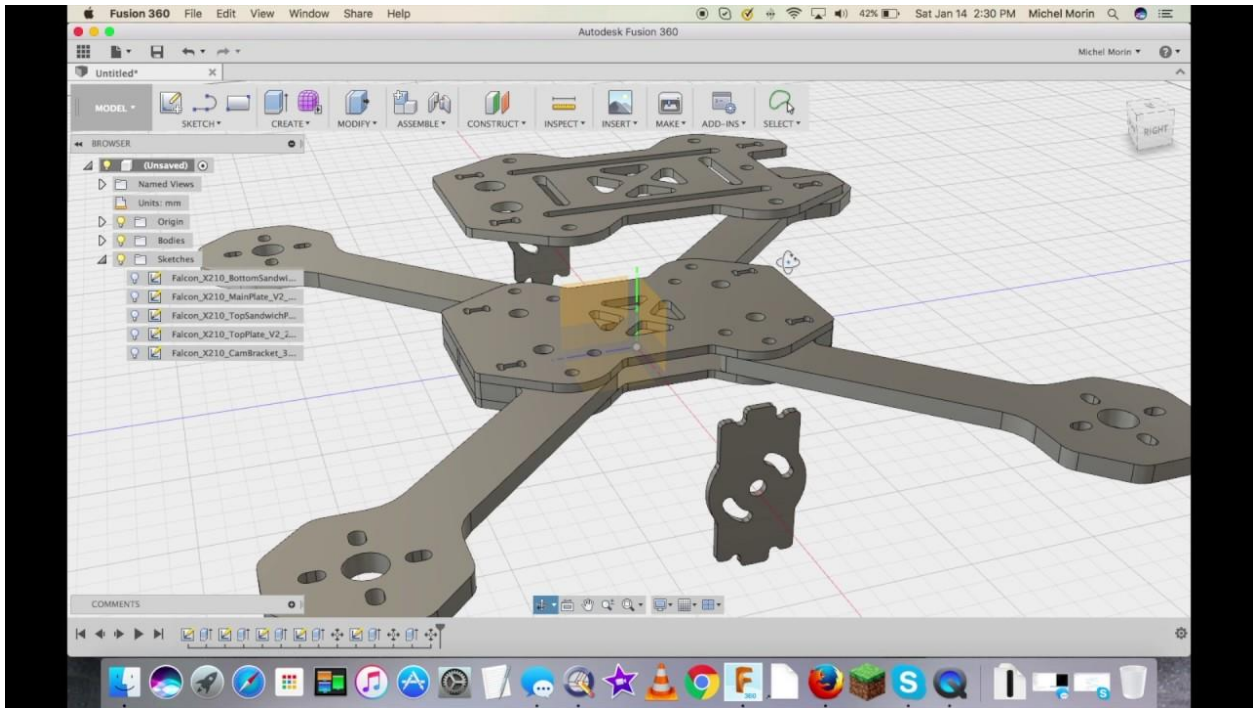 Fusion 360 File Edit View Window Share Help 42% Sat Jan 14 2:30 PM Michel Morin
Autodesk Fusion 360
Michel Morin
Untitled*
MODEL SKETCH CREATE MODIFY ASSEMBLE CONSTRUCT INSPECT INSERT MAKE ADD-INS SELECT
RIGHT
BROWSER
(Unsaved)
Named Views
Units: mm
Origin
Bodies
Sketches
Falcon_X210_BottomSandwi...
Falcon_X210_MainPlate_V2_...
Falcon_X210_TopSandwichP...
Falcon_X210_TopPlate_V2_2...
Falcon_X210_CamBracket_3...
COMMENTS
360